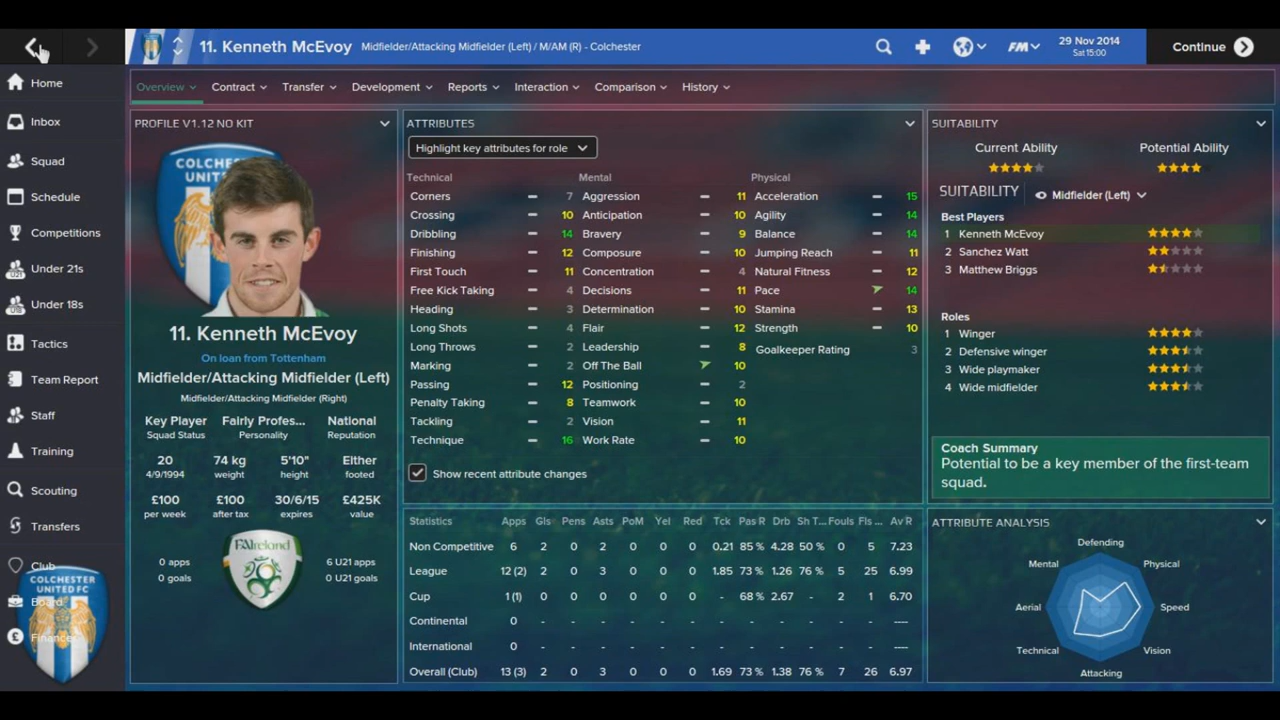 11. Kenneth McEvoy Midfielder/Attacking Midfielder (Left) / M/AM (R) - Colchester
FM
29 Nov 2014
Sat 15:00
Continue
Home
Inbox
Squad
Schedule
Competitions
Under 21s
Under 18s
Tactics
Team Report
Staff
Training
Scouting
Transfers
Club
Board
Finances
COLCHESTER
UNITED FC
Overview Contract Transfer Development Reports Interaction Comparison History
PROFILE V1.12 NO KIT
COLCHE
UNIT
11. Kenneth McEvoy
On loan from Tottenham
Midfielder/Attacking Midfielder (Left)
Midfielder/Attacking Midfielder (Right)
Key Player Fairly Profes... National
Squad Status Personality Reputation
20 74 kg 5'10" Either
4/9/1994 weight height footed
£100 £100 30/6/15 £425K
per week after tax expires value
FAIreland
0 apps 6 U21 apps
0 goals 0 U21 goals
ATTRIBUTES
Highlight key attributes for role
Technical Mental Physical
Corners 7 Aggression 11 Acceleration 15
Crossing 10 Anticipation 10 Agility 14
Dribbling 14 Bravery 9 Balance 14
Finishing 12 Composure 10 Jumping Reach 11
First Touch 11 Concentration 4 Natural Fitness 12
Free Kick Taking 4 Decisions 11 Pace 14
Heading 3 Determination 10 Stamina 13
Long Shots 4 Flair 12 Strength 10
Long Throws 2 Leadership 8 Goalkeeper Rating 3
Marking 2 Off The Ball 10
Passing 12 Positioning 2
Penalty Taking 8 Teamwork 10
Tackling 2 Vision 11
Technique 16 Work Rate 10
Show recent attribute changes
Statistics Apps Gls Pens Asts PoM Yel Red Tck Pas R Drb Sh T... Fouls Fls ... Av R
Non Competitive 6 2 0 2 0 0 0 0.21 85 % 4.28 50 % 0 5 7.23
League 12 (2) 2 0 3 0 0 0 1.85 73 % 1.26 76 % 5 25 6.99
Cup 1 (1) 0 0 0 0 0 0 - 68 % 2.67 - 2 1 6.70
Continental 0 - - - - - - - - - - - - ----
International 0 - - - - - - - - - - - - ----
Overall (Club) 13 (3) 2 0 3 0 0 0 1.69 73 % 1.38 76 % 7 26 6.97
SUITABILITY
Current Ability Potential Ability
SUITABILITY Midfielder (Left)
Best Players
1 Kenneth McEvoy
2 Sanchez Watt
3 Matthew Briggs
Roles
1 Winger
2 Defensive winger
3 Wide playmaker
4 Wide midfielder
Coach Summary
Potential to be a key member of the first-team
squad.
ATTRIBUTE ANALYSIS
Defending
Mental Physical
Aerial Speed
Technical Vision
Attacking